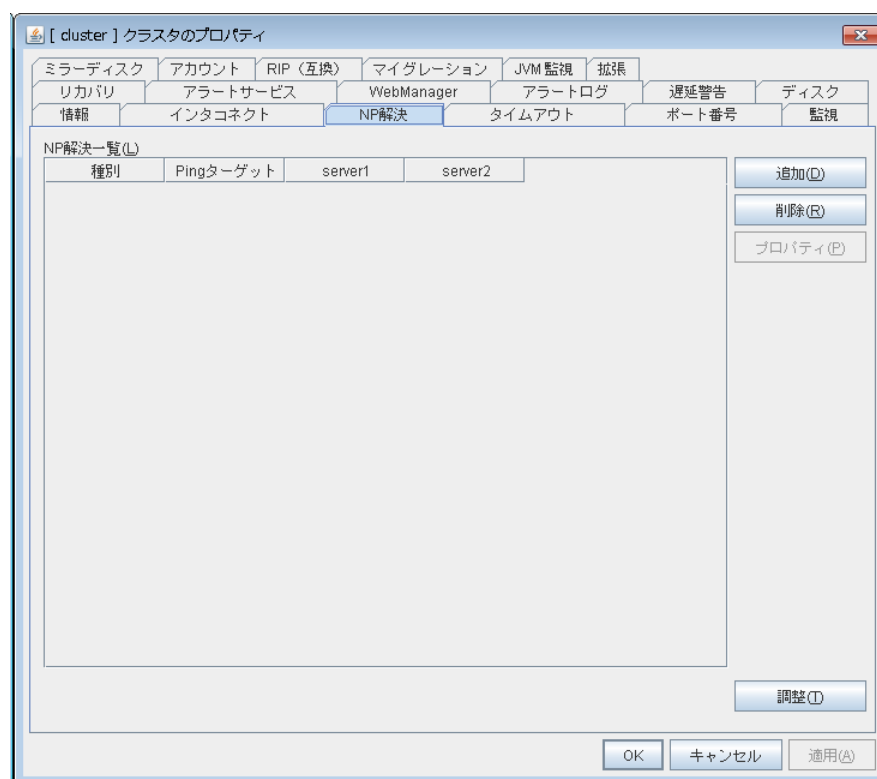 [ cluster ] クラスタのプロパティ
ミラーディスク アカウント RIP（互換） マイグレーション JVM 監視 拡張
リカバリ アラートサービス WebManager アラートログ 遅延警告 ディスク
情報 インタコネクト NP解決 タイムアウト ポート番号 監視
NP解決一覧(L)
種別 Pingターゲット server1 server2
追加(D)
削除(R)
プロパティ(P)
調整(T)
OK キャンセル 適用(A)